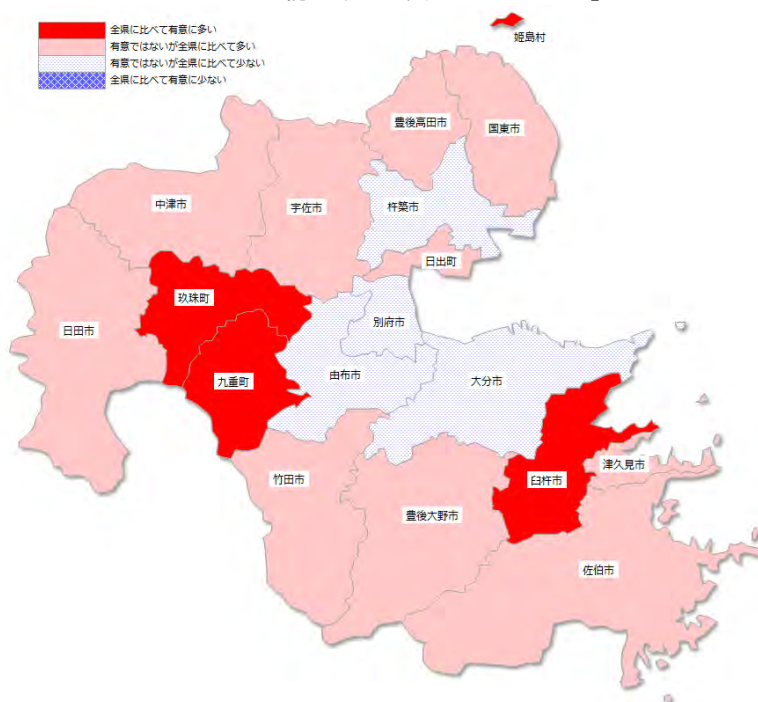 全県に比べて有意に多い
有意ではないが全県に比べて多い
有意ではないが全県に比べて少ない
全県に比べて有意に少ない
姫島村
豊後高田市
国東市
中津市
宇佐市
杵築市
日出町
玖珠町
日田市
別府市
九重町
由布市
大分市
竹田市
臼杵市
津久見市
豊後大野市
佐伯市